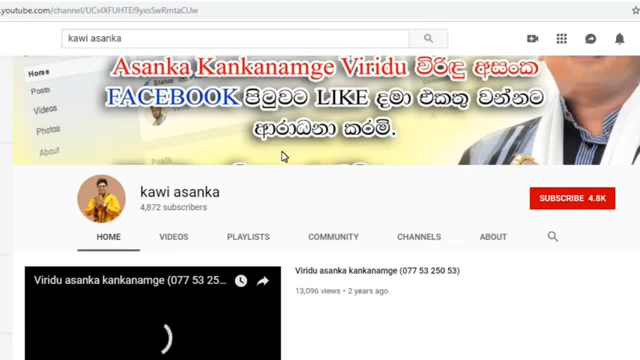 youtube.com/channel/UCvIXFUHTEI9yxsSwRmtaCUw
kawi asanka
Home
Posts
Videos
Photos
About
Status
Asanka Kankanamge Viridu විරිඳු අසංක
FACEBOOK පිටුවට LIKE දමා එකතු වන්නට
ආරාධනා කරමි.
kawi asanka
4,872 subscribers
SUBSCRIBE 4.8K
HOME VIDEOS PLAYLISTS COMMUNITY CHANNELS ABOUT
Viridu asanka kankanamge (077 53 25...
Viridu asanka kankanamge (077 53 250 53)
13,096 views • 2 years ago